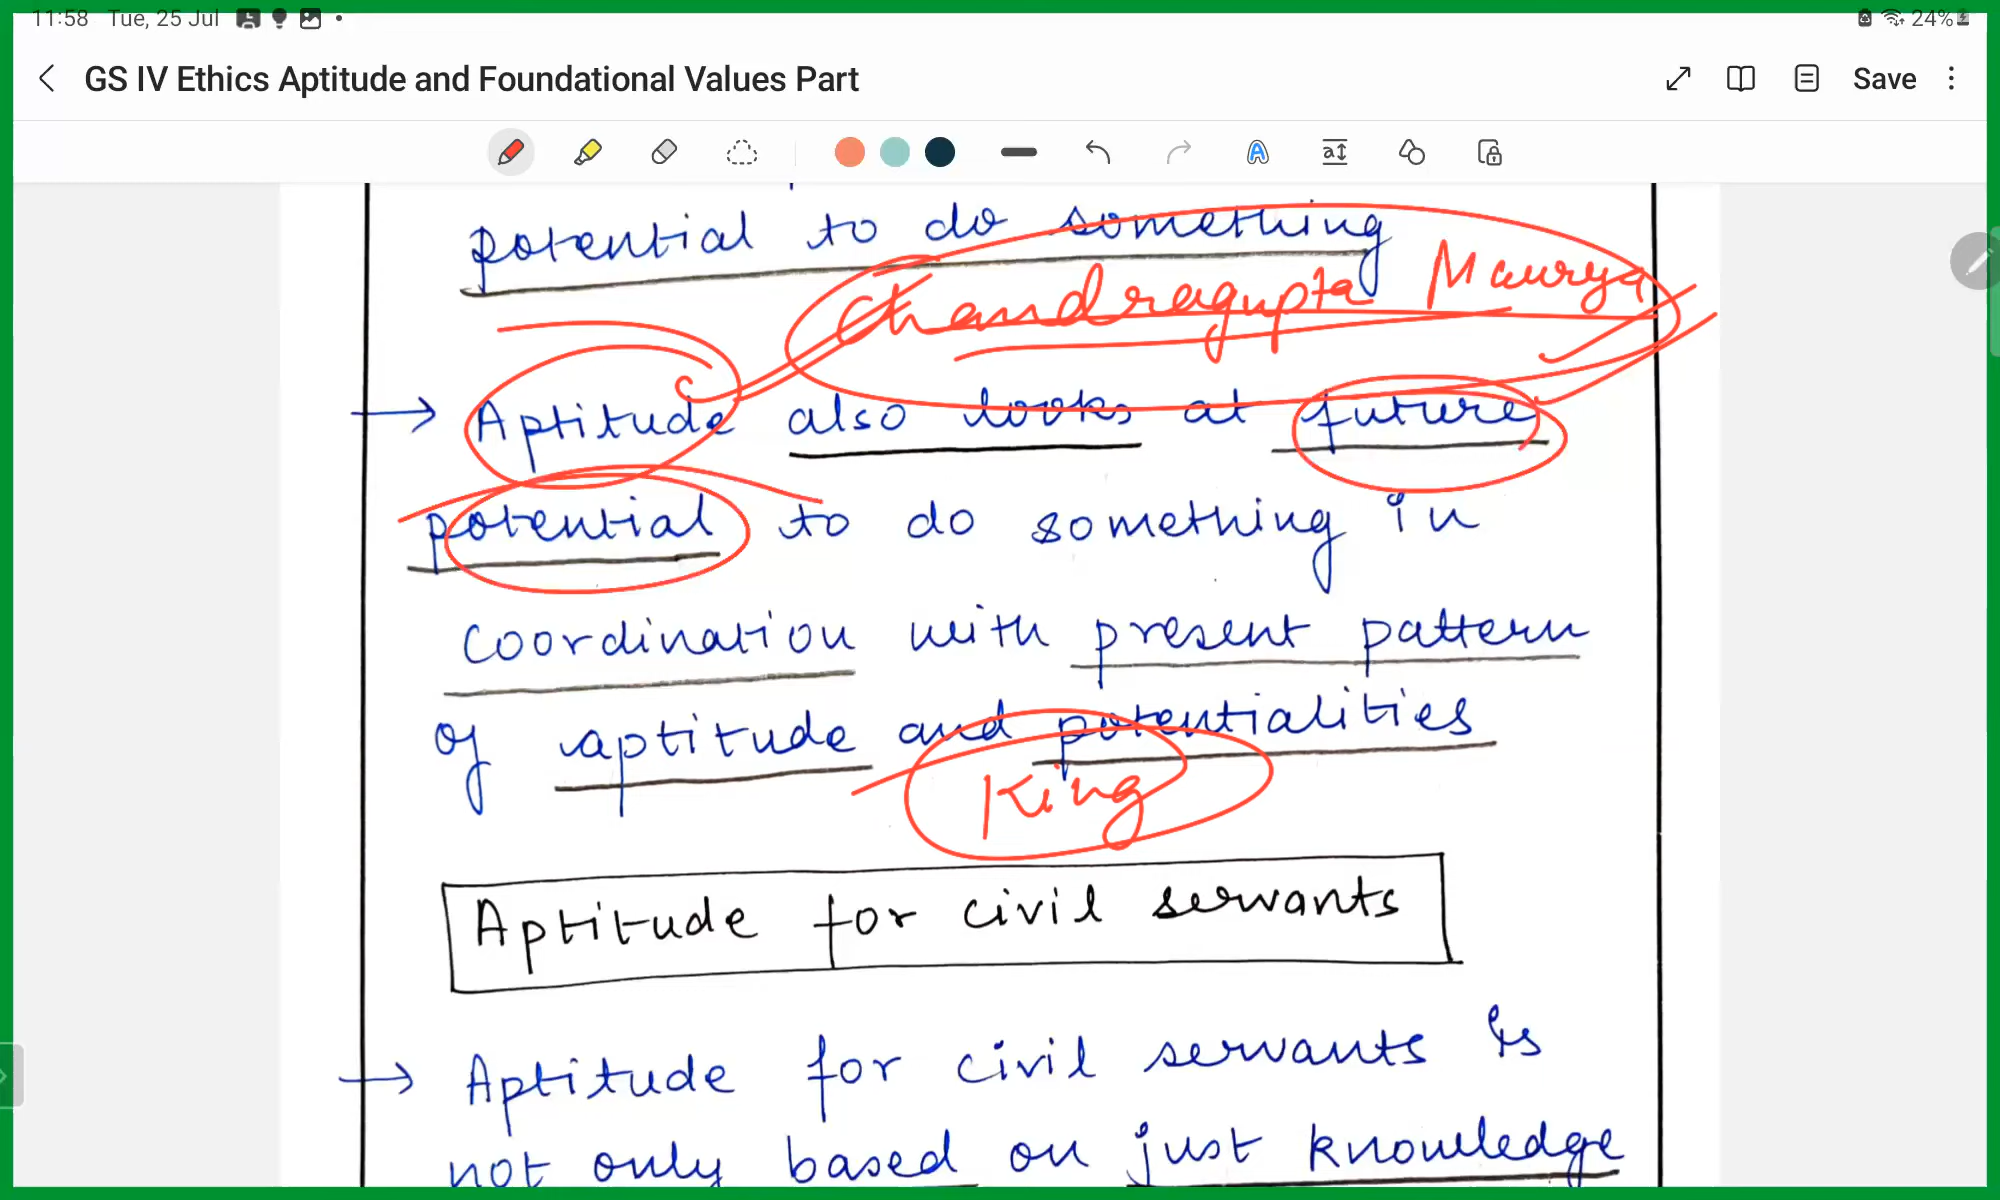 11:58 Tue, 25 Jul 24%
GS IV Ethics Aptitude and Foundational Values Part Save
potential to do something
Chandragupta Maurya
→ Aptitude also looks at future
potential to do something in
coordination with present pattern
of aptitude and potentialities
King
Aptitude for civil servants
→ Aptitude for civil servants is
not only based on just knowledge